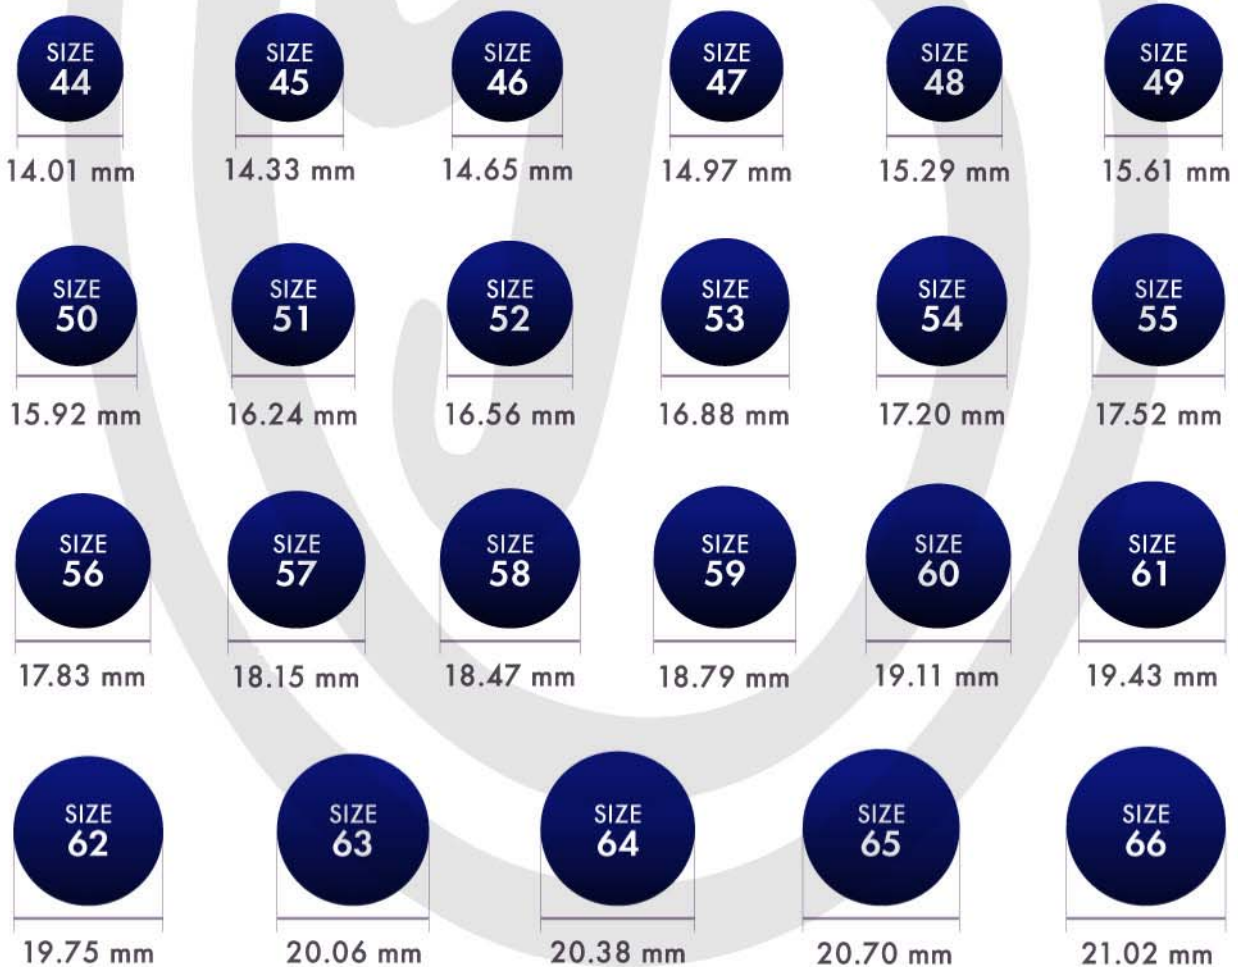 SIZE
44
SIZE
45
SIZE
46
SIZE
47
SIZE
48
SIZE
49
14.01 mm
14.33 mm
14.65 mm
14.97 mm
15.29 mm
15.61 mm
SIZE
50
SIZE
51
SIZE
52
SIZE
53
SIZE
54
SIZE
55
15.92 mm
16.24 mm
16.56 mm
16.88 mm
17.20 mm
17.52 mm
SIZE
56
SIZE
57
SIZE
58
SIZE
59
SIZE
60
SIZE
61
17.83 mm
18.15 mm
18.47 mm
18.79 mm
19.11 mm
19.43 mm
SIZE
62
SIZE
63
SIZE
64
SIZE
65
SIZE
66
19.75 mm
20.06 mm
20.38 mm
20.70 mm
21.02 mm